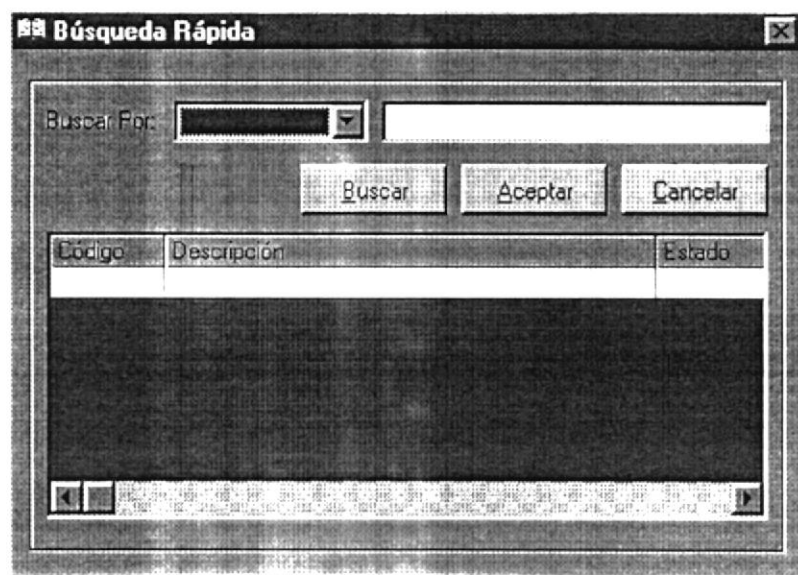 Búsqueda Rápida
Buscar Por:
Buscar Aceptar Cancelar
Código Descripción Estado